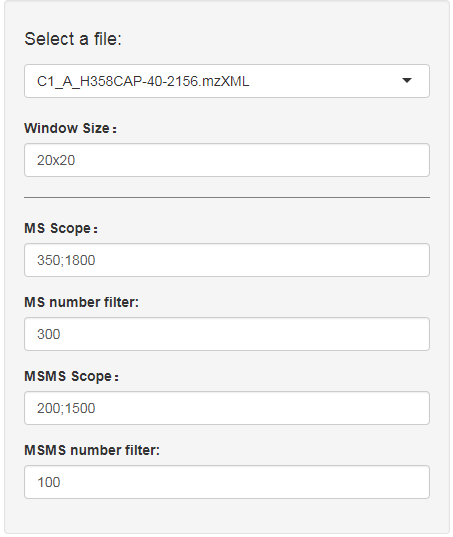 Select a file:
C1_A_H358CAP-40-2156.mzXML
Window Size：
20x20
MS Scope：
350;1800
MS number filter:
300
MSMS Scope：
200;1500
MSMS number filter:
100